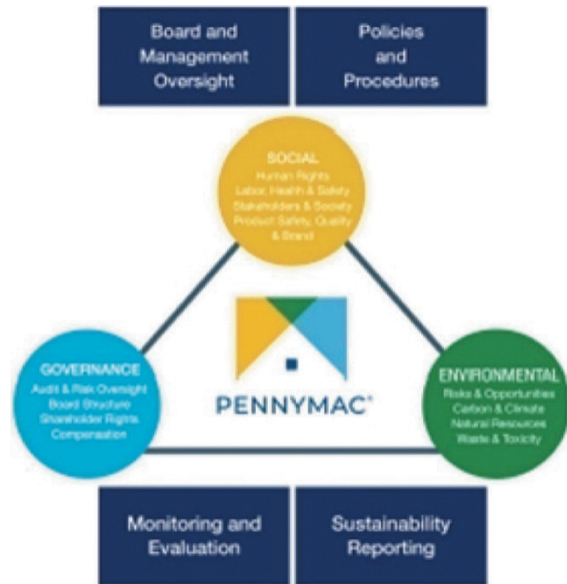 Board and
Management
Oversight
Policies
and
Procedures
SOCIAL
Human Rights
Labor, Health & Safety
Stakeholders & Society
Product Safety, Quality
& Brand
GOVERNANCE
Audit & Risk Oversight
Board Structure
Shareholder Rights
Compensation
PENNYMAC®
ENVIRONMENTAL
Risks & Opportunities
Carbon & Climate
Natural Resources
Waste & Toxicity
Monitoring and
Evaluation
Sustainability
Reporting